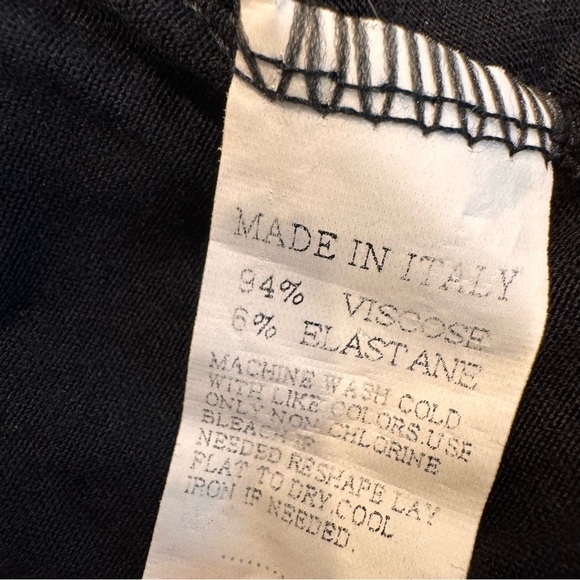 MADE IN ITALY
94% VISCOSE
6% ELASTANE
MACHINE WASH COLD
WITH LIKE COLORS.USE
ONLY NON CHLORINE
BLEACH IF
NEEDED RESHAPE LAY
FLAT TO DRY COOL
IRON IF NEEDED.